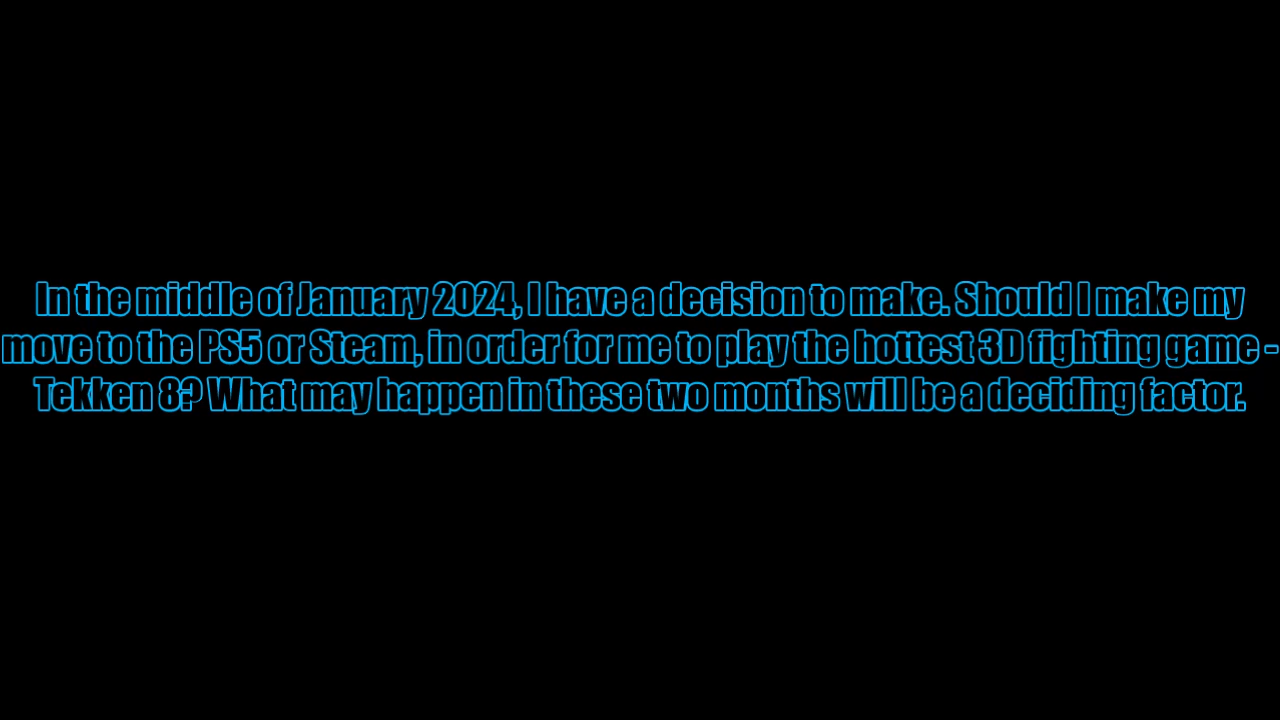 In the middle of January 2024, I have a decision to make. Should I make my
move to the PS5 or Steam, in order for me to play the hottest 3D fighting game -
Tekken 8? What may happen in these two months will be a deciding factor.